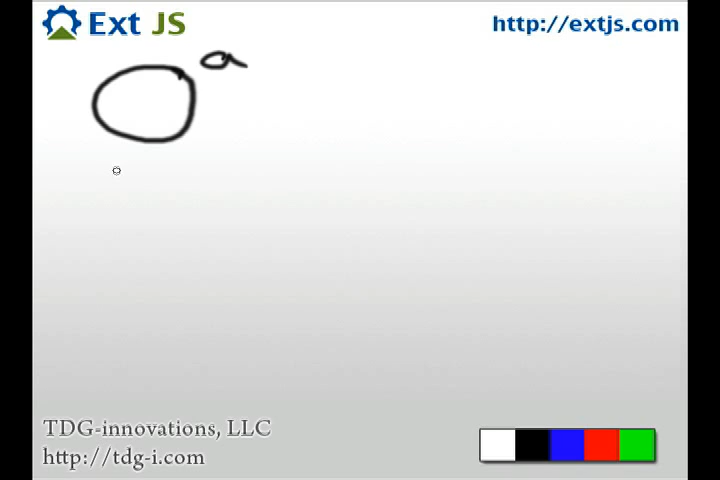 Ext JS
http://extjs.com
a
TDG-innovations, LLC
http://tdg-i.com